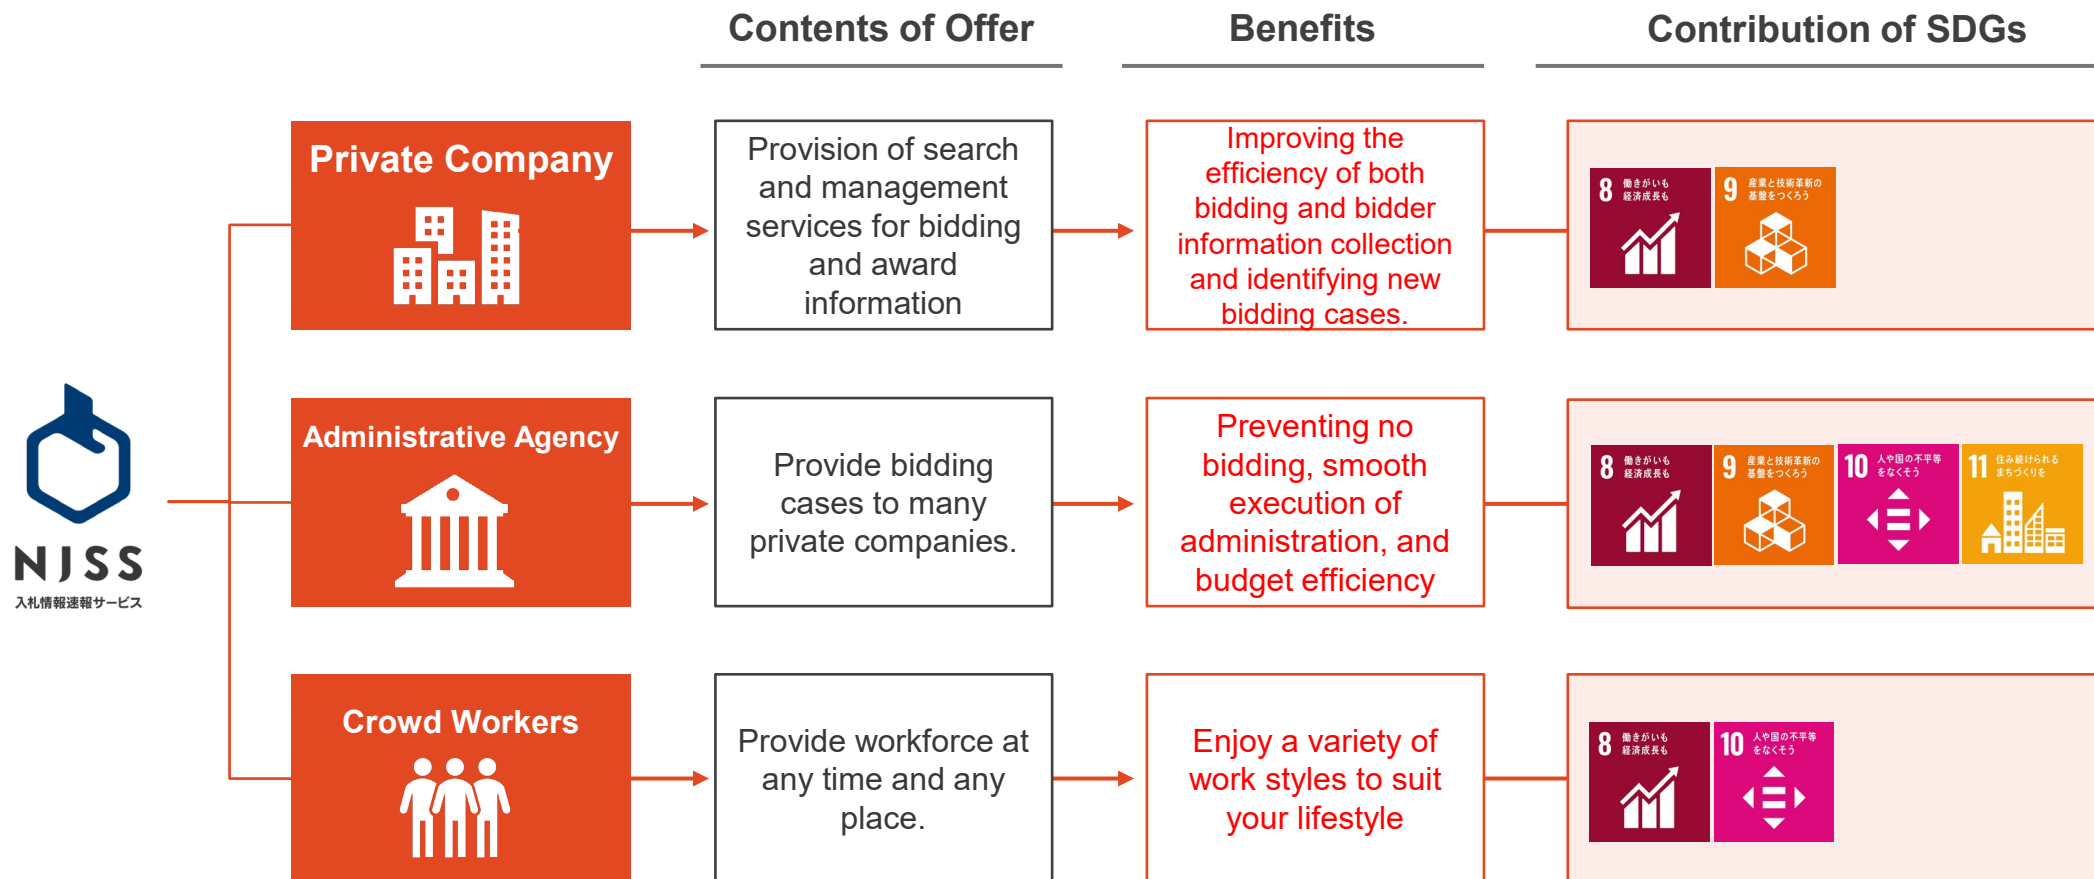 Contents of Offer
Benefits
Contribution of SDGs
Private Company
Provision of search
and management
services for bidding
and award
information
Improving the
efficiency of both
bidding and bidder
information collection
and identifying new
bidding cases.
8 働きがいも
経済成長も
9 産業と技術革新の
基盤をつくろう
NJSS
入札情報速報サービス
Administrative Agency
Provide bidding
cases to many
private companies.
Preventing no
bidding, smooth
execution of
administration, and
budget efficiency
8 働きがいも
経済成長も
9 産業と技術革新の
基盤をつくろう
10 人や国の不平等
をなくそう
11 住み続けられる
まちづくりを
Crowd Workers
Provide workforce at
any time and any
place.
Enjoy a variety of
work styles to suit
your lifestyle
8 働きがいも
経済成長も
10 人や国の不平等
をなくそう